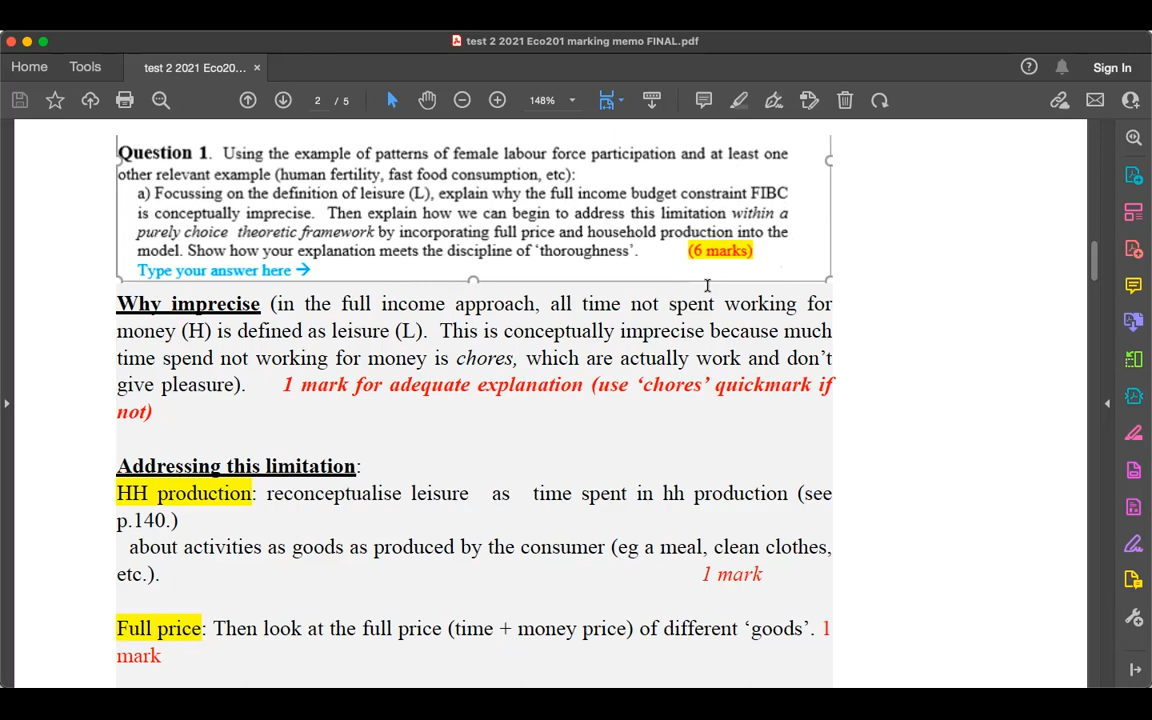 test 2 2021 Eco201 marking memo FINAL.pdf
Home Tools test 2 2021 Eco20... × Sign In
2 / 5 148%
Question 1. Using the example of patterns of female labour force participation and at least one
other relevant example (human fertility, fast food consumption, etc):
a) Focussing on the definition of leisure (L), explain why the full income budget constraint FIBC
is conceptually imprecise. Then explain how we can begin to address this limitation within a
purely choice theoretic framework by incorporating full price and household production into the
model. Show how your explanation meets the discipline of ‘thoroughness’. (6 marks)
Type your answer here →
Why imprecise (in the full income approach, all time not spent working for
money (H) is defined as leisure (L). This is conceptually imprecise because much
time spend not working for money is chores, which are actually work and don’t
give pleasure). 1 mark for adequate explanation (use ‘chores’ quickmark if
not)
Addressing this limitation:
HH production: reconceptualise leisure as time spent in hh production (see
p.140.)
about activities as goods as produced by the consumer (eg a meal, clean clothes,
etc.). 1 mark
Full price: Then look at the full price (time + money price) of different ‘goods’. 1
mark